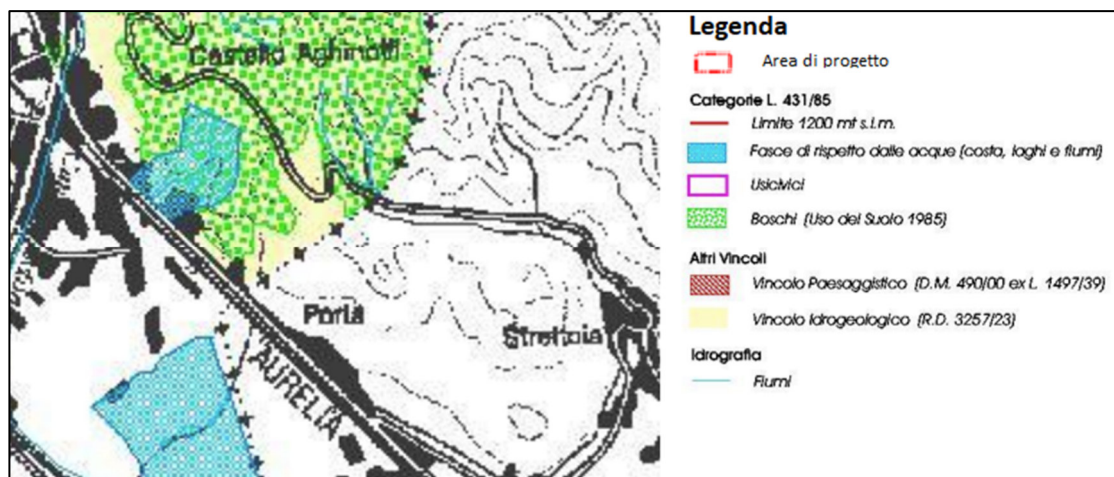 Castello Aghinolfi
Porta
Strettoia
AURELIA
Legenda
Area di progetto
Categorie L. 431/85
Limite 1200 mt s.l.m.
Fasce di rispetto dalle acque (costa, laghi e fiumi)
Usicivici
Boschi (Uso del Suolo 1985)
Altri Vincoli
Vincolo Paesaggistico (D.M. 490/00 ex L. 1497/39)
Vincolo Idrogeologico (R.D. 3257/23)
Idrografia
Fiumi